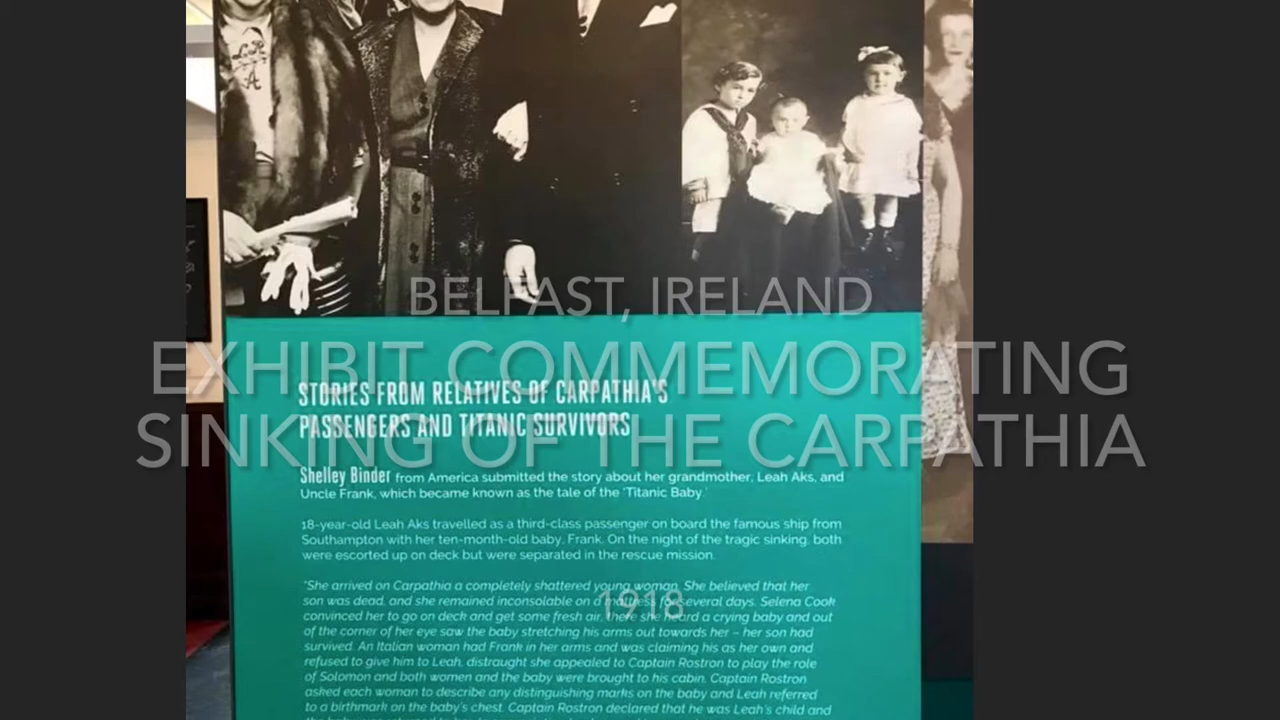 L.R.
A
BELFAST, IRELAND
EXHIBIT COMMEMORATING
SINKING OF THE CARPATHIA
STORIES FROM RELATIVES OF CARPATHIA'S
PASSENGERS AND TITANIC SURVIVORS
Shelley Binder from America submitted the story about her grandmother, Leah Aks, and
Uncle Frank, which became known as the tale of the 'Titanic Baby.'
18-year-old Leah Aks travelled as a third-class passenger on board the famous ship from
Southampton with her ten-month-old baby, Frank. On the night of the tragic sinking, both
were escorted up on deck but were separated in the rescue mission.
"She arrived on Carpathia a completely shattered young woman. She believed that her
son was dead, and she remained inconsolable on a mattress for several days. Selena Cook
1918
convinced her to go on deck and get some fresh air, there she heard a crying baby and out
of the corner of her eye saw the baby stretching his arms out towards her – her son had
survived. An Italian woman had Frank in her arms and was claiming his as her own and
refused to give him to Leah, distraught she appealed to Captain Rostron to play the role
of Solomon and both women and the baby were brought to his cabin. Captain Rostron
asked each woman to describe any distinguishing marks on the baby and Leah referred
to a birthmark on the baby's chest. Captain Rostron declared that he was Leah's child and